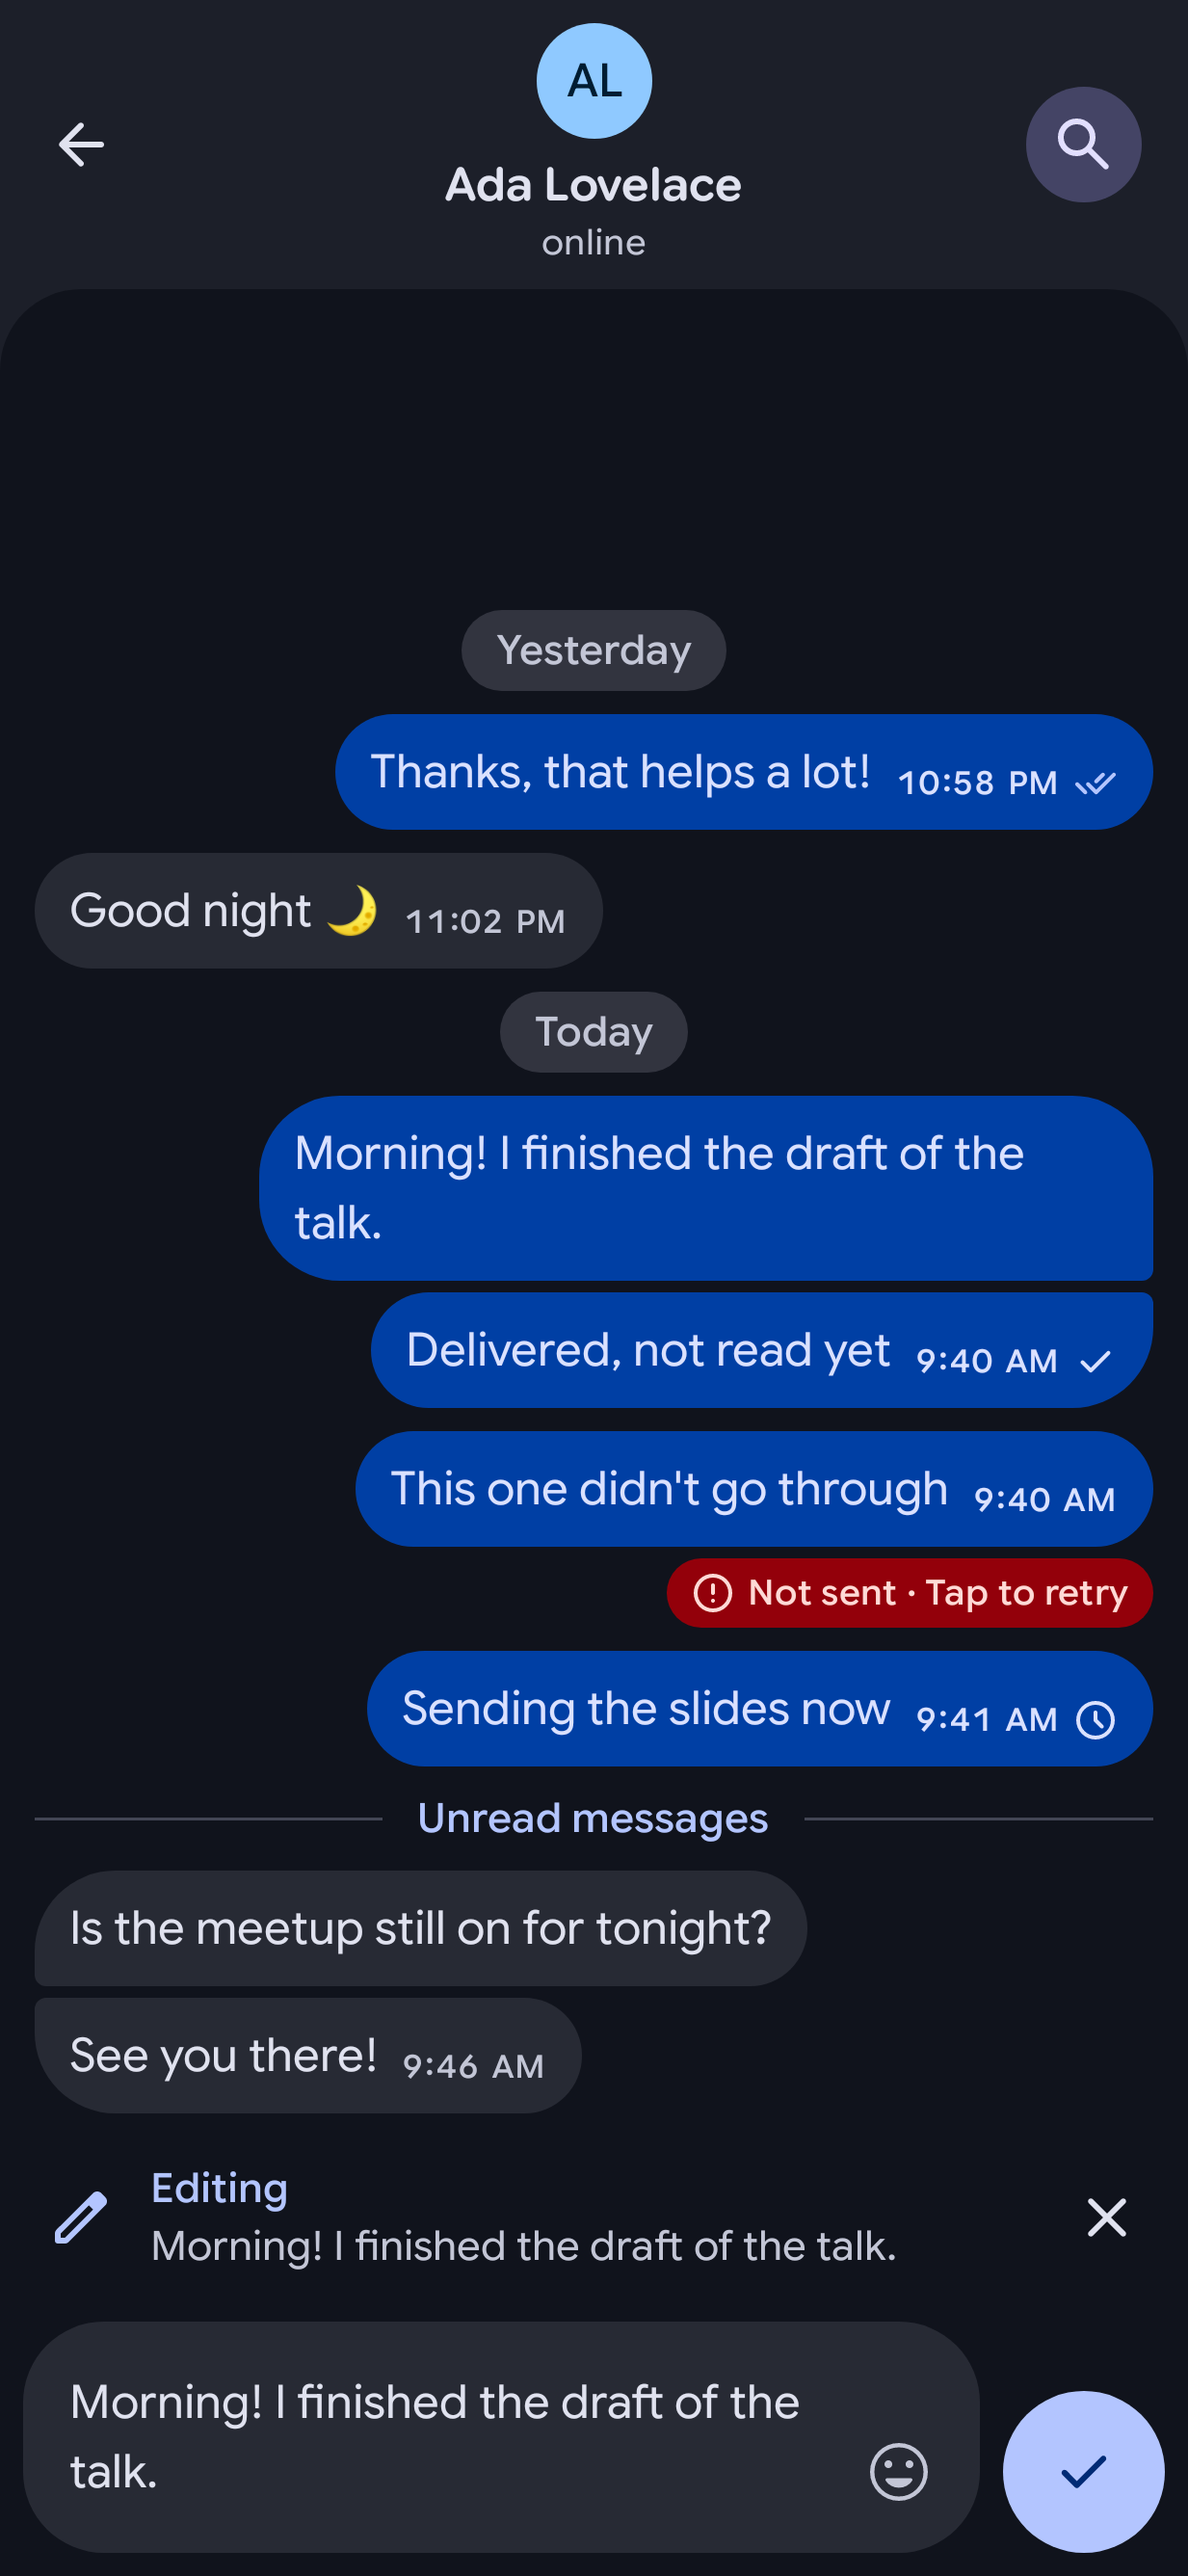 AL
Ada Lovelace
online
Yesterday
Thanks, that helps a lot! 10:58 PM
Good night 🌙 11:02 PM
Today
Morning! I finished the draft of the
talk.
Delivered, not read yet 9:40 AM
This one didn't go through 9:40 AM
Not sent · Tap to retry
Sending the slides now 9:41 AM
Unread messages
Is the meetup still on for tonight?
See you there! 9:46 AM
Editing
Morning! I finished the draft of the talk.
Morning! I finished the draft of the
talk.